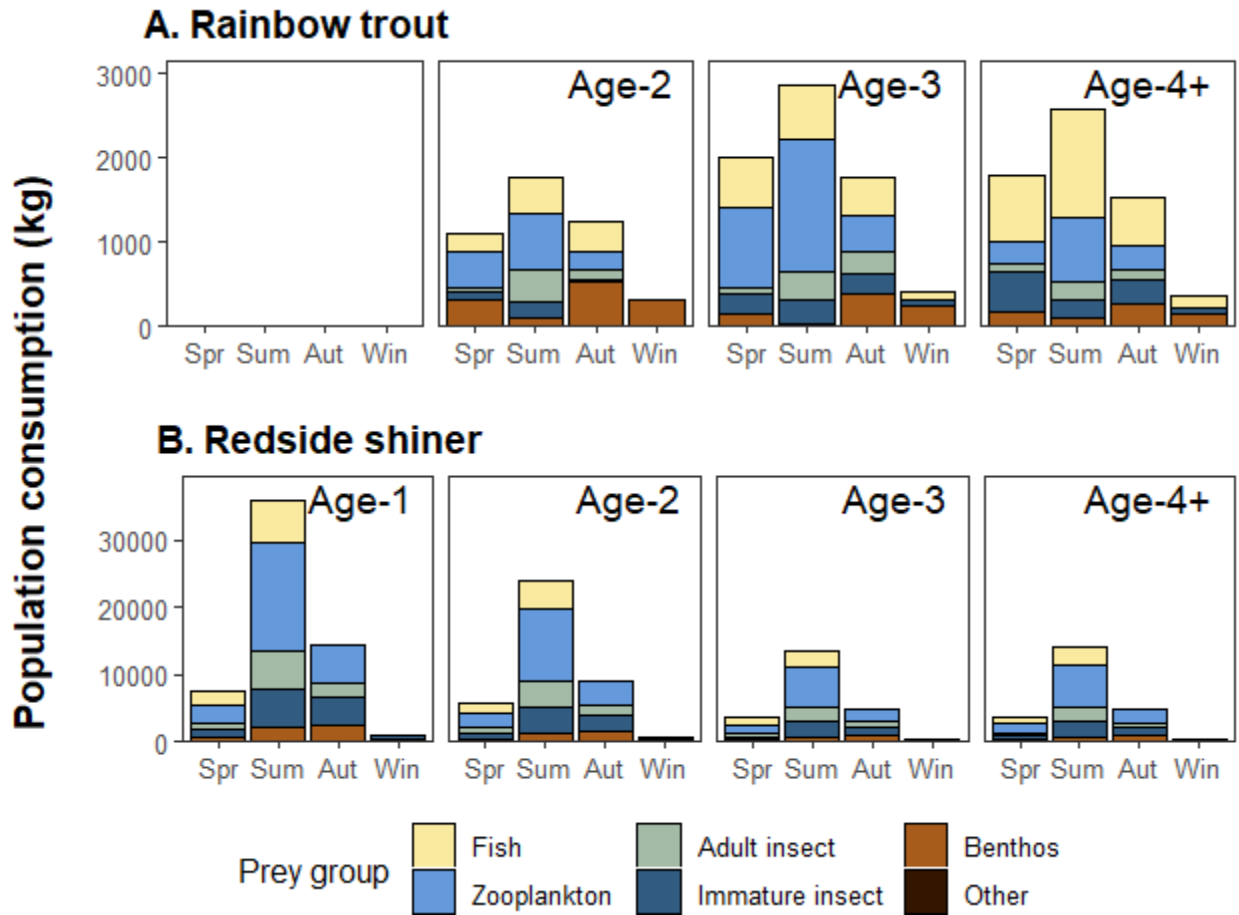 A. Rainbow trout
Age-2
Age-3
Age-4+
3000
2000
1000
0
Spr Sum Aut Win
Spr Sum Aut Win
Spr Sum Aut Win
Spr Sum Aut Win
Population consumption (kg)
B. Redside shiner
Age-1
Age-2
Age-3
Age-4+
30000
20000
10000
0
Spr Sum Aut Win
Spr Sum Aut Win
Spr Sum Aut Win
Spr Sum Aut Win
Prey group
Fish
Adult insect
Benthos
Zooplankton
Immature insect
Other